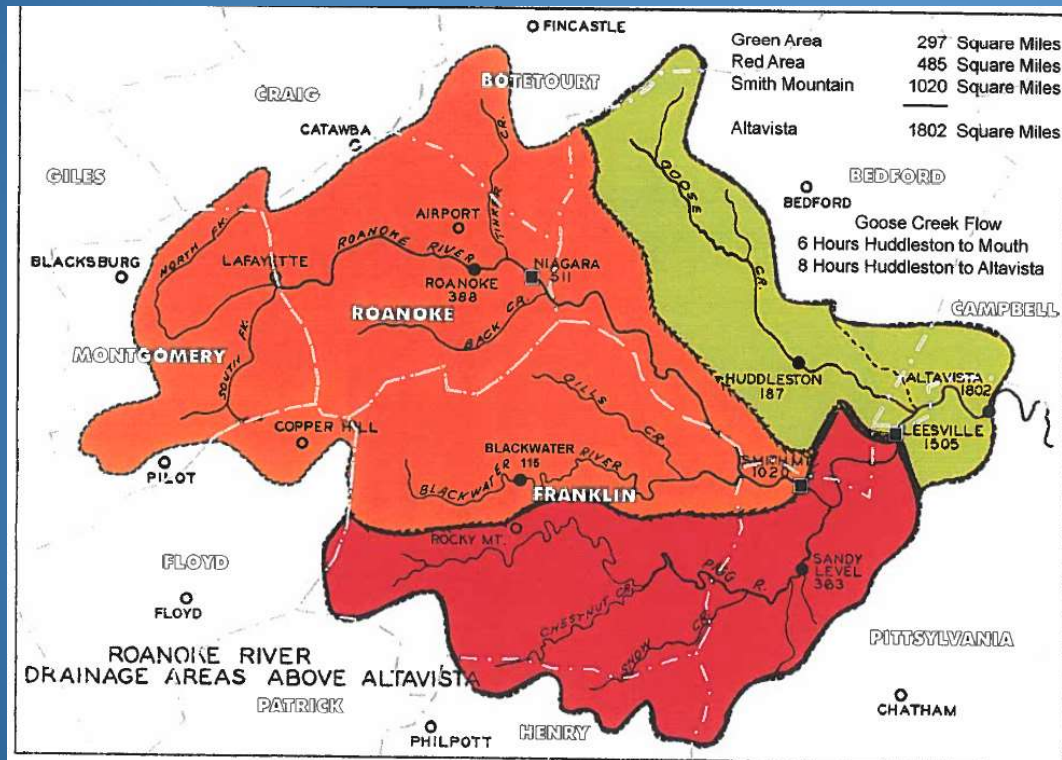 FINCASTLE
Green Area 297 Square Miles
Red Area 485 Square Miles
Smith Mountain 1020 Square Miles
Altavista 1802 Square Miles
BOTETOURT
CRAIG
CATAWBA
GILES
BEDFORD
BEDFORD
Goose Creek Flow
6 Hours Huddleston to Mouth
8 Hours Huddleston to Altavista
GOOSE
CR.
TINKER
CR.
AIRPORT
ROANOKE RIVER
NORTH FK.
BLACKSBURG
LAFAYETTE
ROANOKE
388
NIAGARA
511
CAMPBELL
ROANOKE
BACK CR.
MONTGOMERY
SOUTH FK.
HUDDLESTON
187
ALTAVISTA
1802
GILLS
CR.
COPPER HILL
LEESVILLE
1505
PILOT
BLACKWATER
115
1020
BLACKWATER RIVER
FRANKLIN
ROCKY MT.
FLOYD
FLOYD
PIGG R.
SANDY
LEVEL
363
CHESTNUT CR.
SNOW CR.
PITTSYLVANIA
ROANOKE RIVER
DRAINAGE AREAS ABOVE ALTAVISTA
PATRICK
PHILPOTT
HENRY
CHATHAM